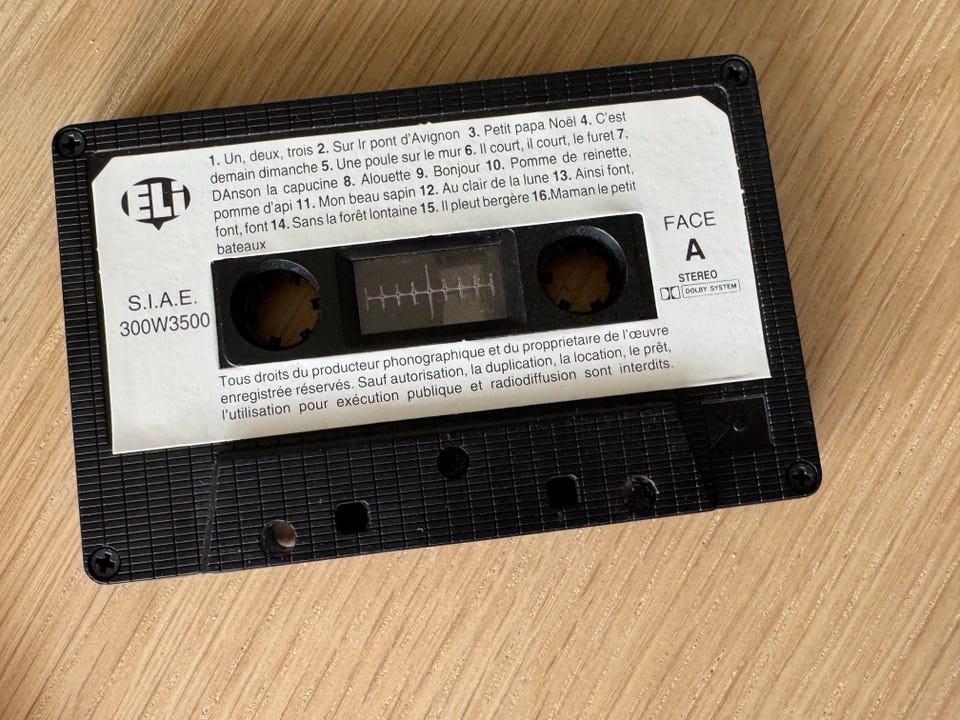 1. Un, deux, trois 2. Sur lr pont d'Avignon 3. Petit papa Noël 4. C'est
demain dimanche 5. Une poule sur le mur 6. Il court, il court, le furet 7.
DAnson la capucine 8. Alouette 9. Bonjour 10. Pomme de reinette,
pomme d'api 11. Mon beau sapin 12. Au clair de la lune 13. Ainsi font,
font, font 14. Sans la forêt lontaine 15. Il pleut bergère 16.Maman le petit
bateaux
ELi
S.I.A.E.
300W3500
FACE
A
STEREO
DOLBY SYSTEM
Tous droits du producteur phonographique et du propprietaire de l'œuvre
enregistrée réservés. Sauf autorisation, la duplication, la location, le prêt,
l'utilisation pour exécution publique et radiodiffusion sont interdits.